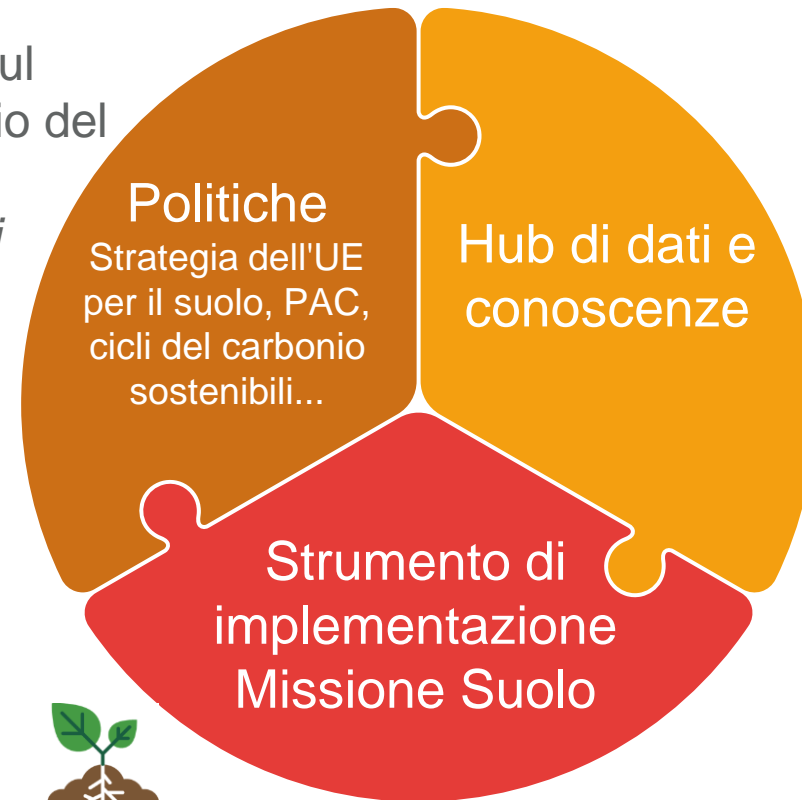 ul
io del
i
Politiche
Strategia dell'UE
per il suolo, PAC,
cicli del carbonio
sostenibili...
Hub di dati e
conoscenze
Strumento di
implementazione
Missione Suolo